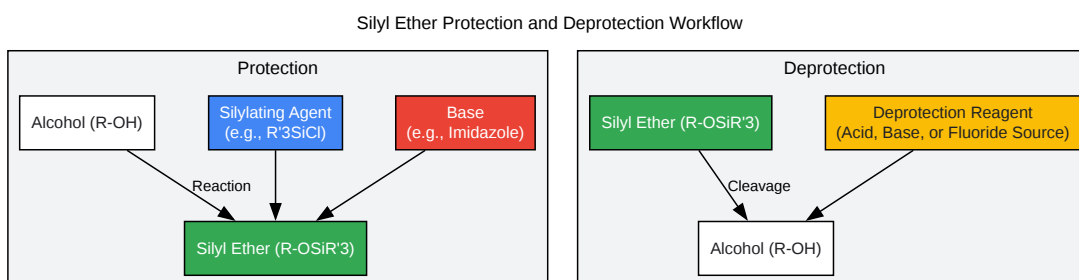 Silyl Ether Protection and Deprotection Workflow
Protection
Alcohol (R-OH)
Silylating Agent
(e.g., R'3SiCl)
Base
(e.g., Imidazole)
Reaction
Silyl Ether (R-OSiR'3)
Deprotection
Silyl Ether (R-OSiR'3)
Deprotection Reagent
(Acid, Base, or Fluoride Source)
Cleavage
Alcohol (R-OH)